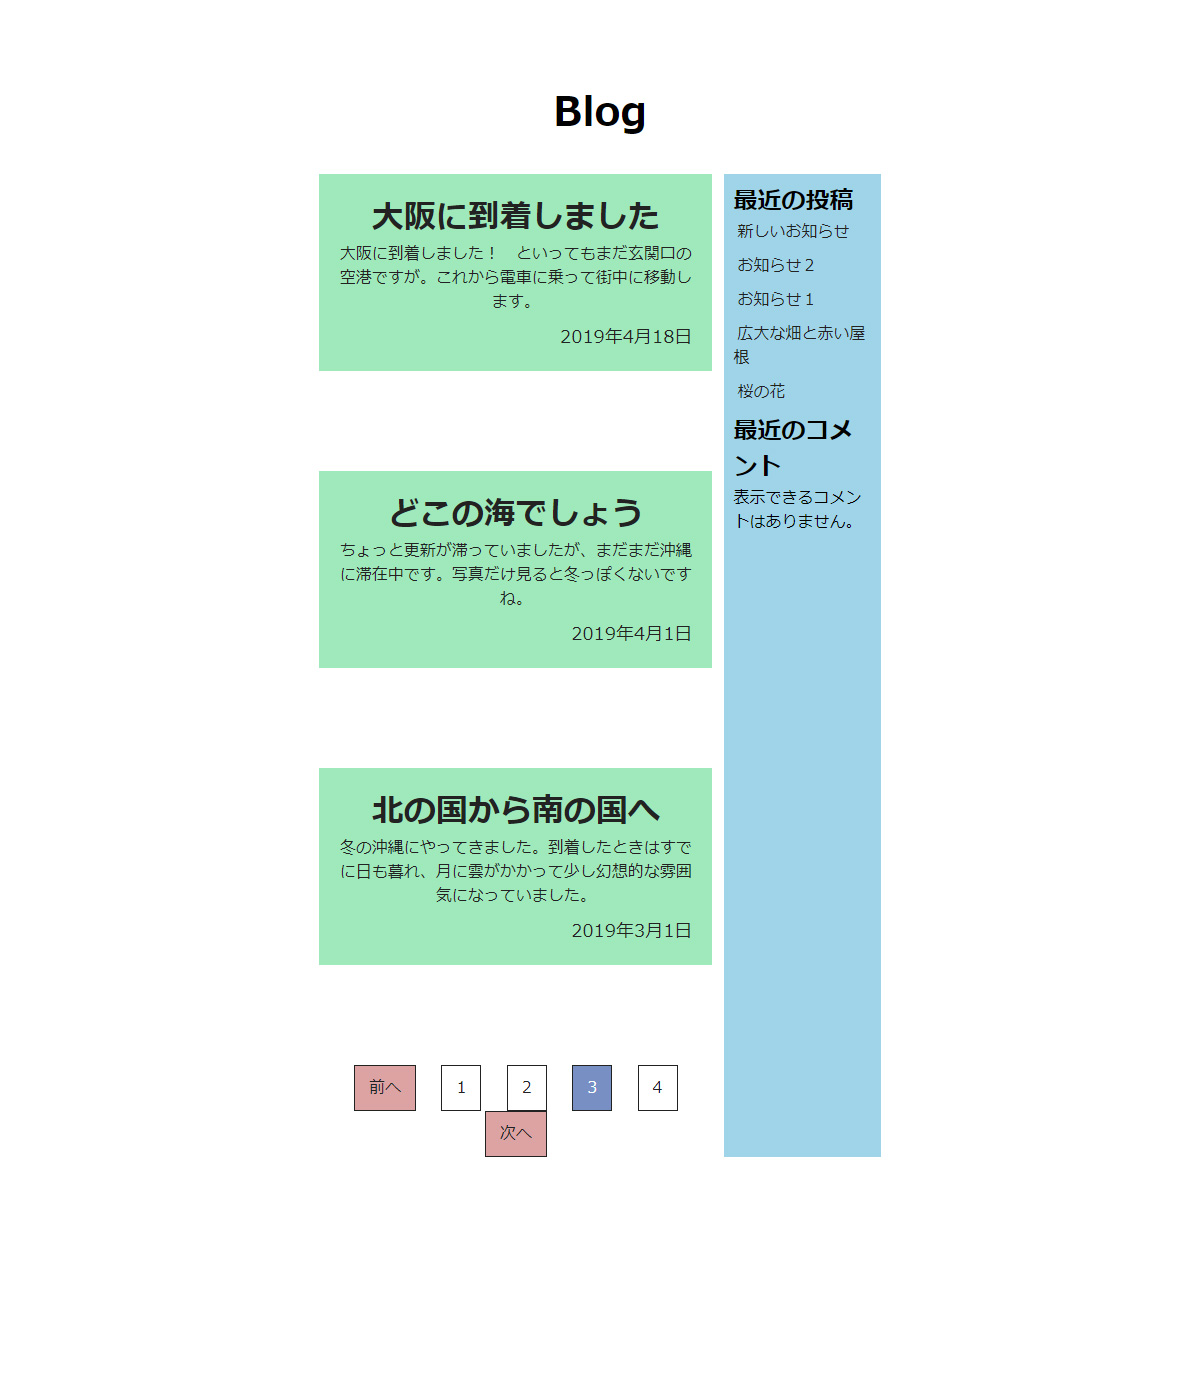 Blog
大阪に到着しました
大阪に到着しました！　といってもまだ玄関口の
空港ですが。これから電車に乗って街中に移動し
ます。
2019年4月18日
どこの海でしょう
ちょっと更新が滞っていましたが、まだまだ沖縄
に滞在中です。写真だけ見ると冬っぽくないです
ね。
2019年4月1日
北の国から南の国へ
冬の沖縄にやってきました。到着したときはすで
に日も暮れ、月に雲がかかって少し幻想的な雰囲
気になっていました。
2019年3月1日
前へ 1 2 3 4
次へ
最近の投稿
新しいお知らせ
お知らせ２
お知らせ１
広大な畑と赤い屋
根
桜の花
最近のコメ
ント
表示できるコメン
トはありません。